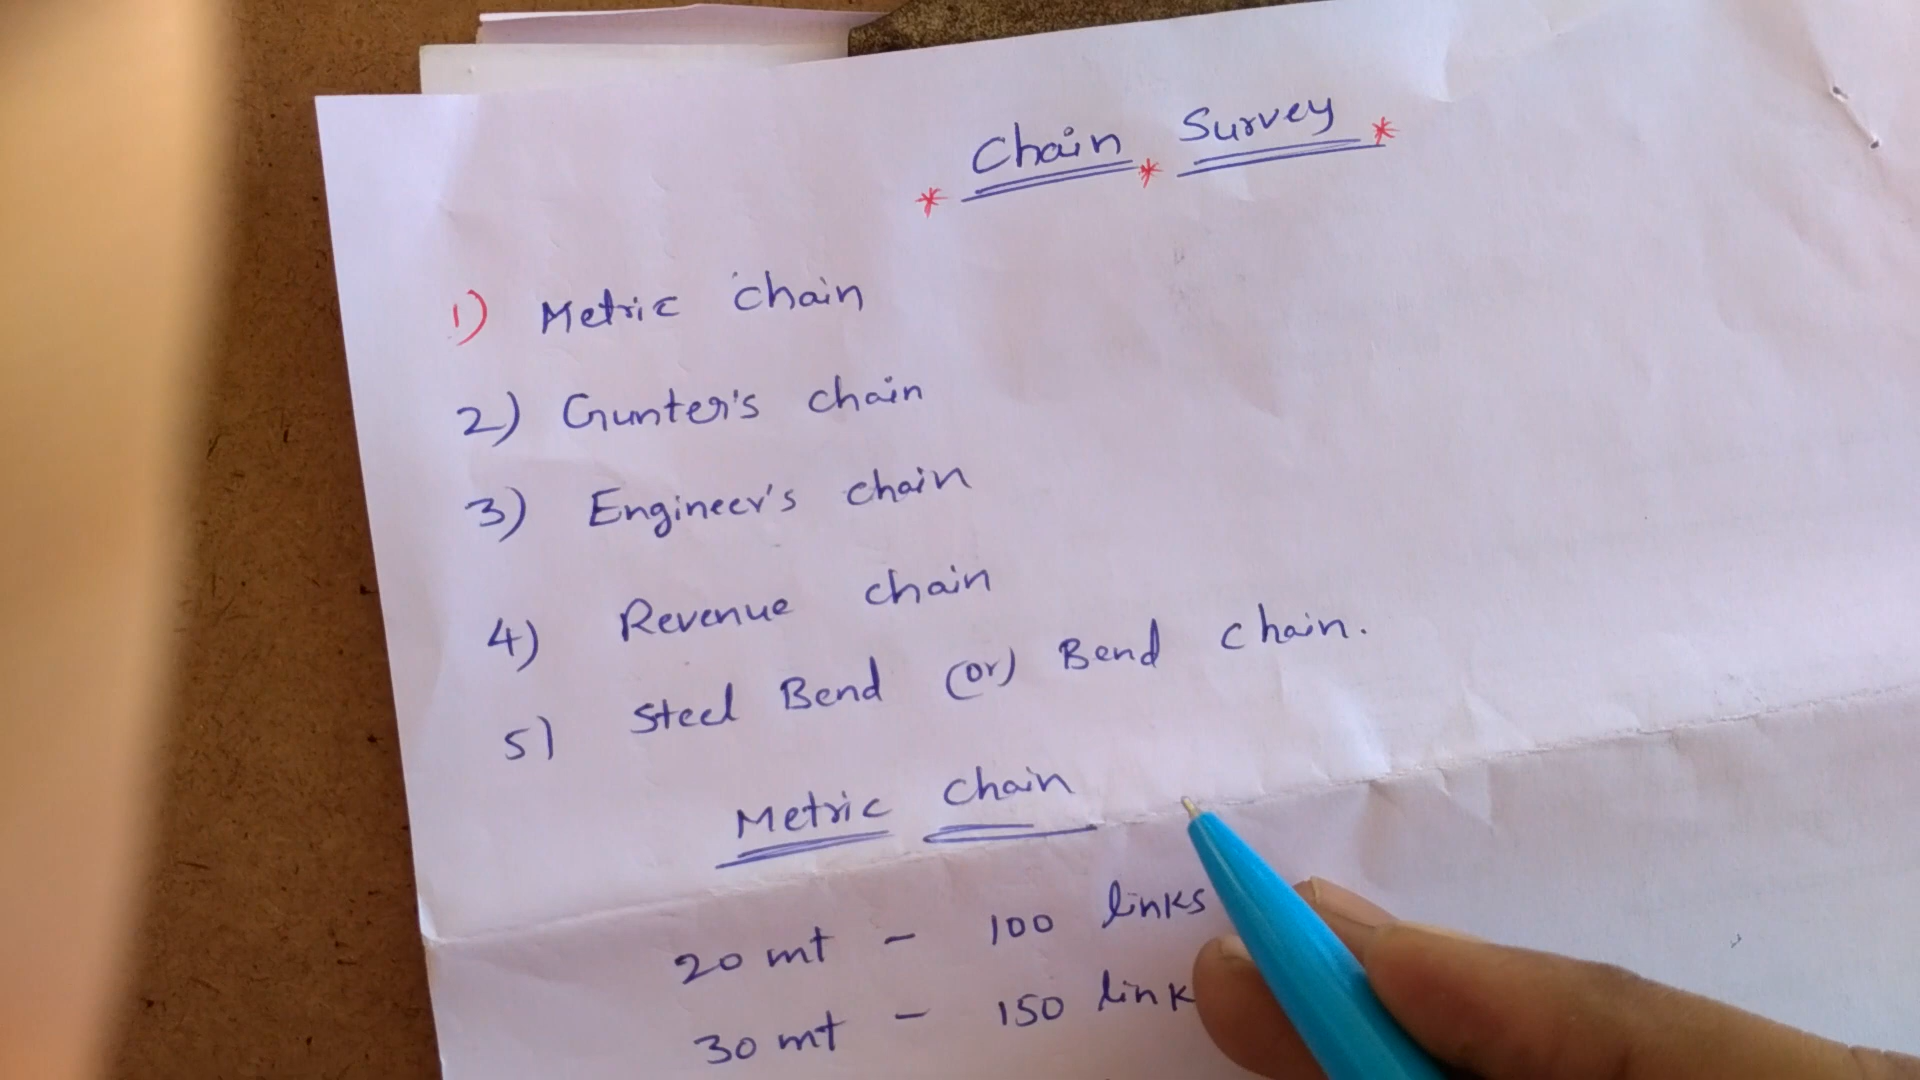 Chain Survey
1) Metric chain
2) Gunter's chain
3) Engineer's chain
4) Revenue chain
5) Steel Bend (or) Bend chain.
Metric chain
20 mt - 100 links
30 mt - 150 link